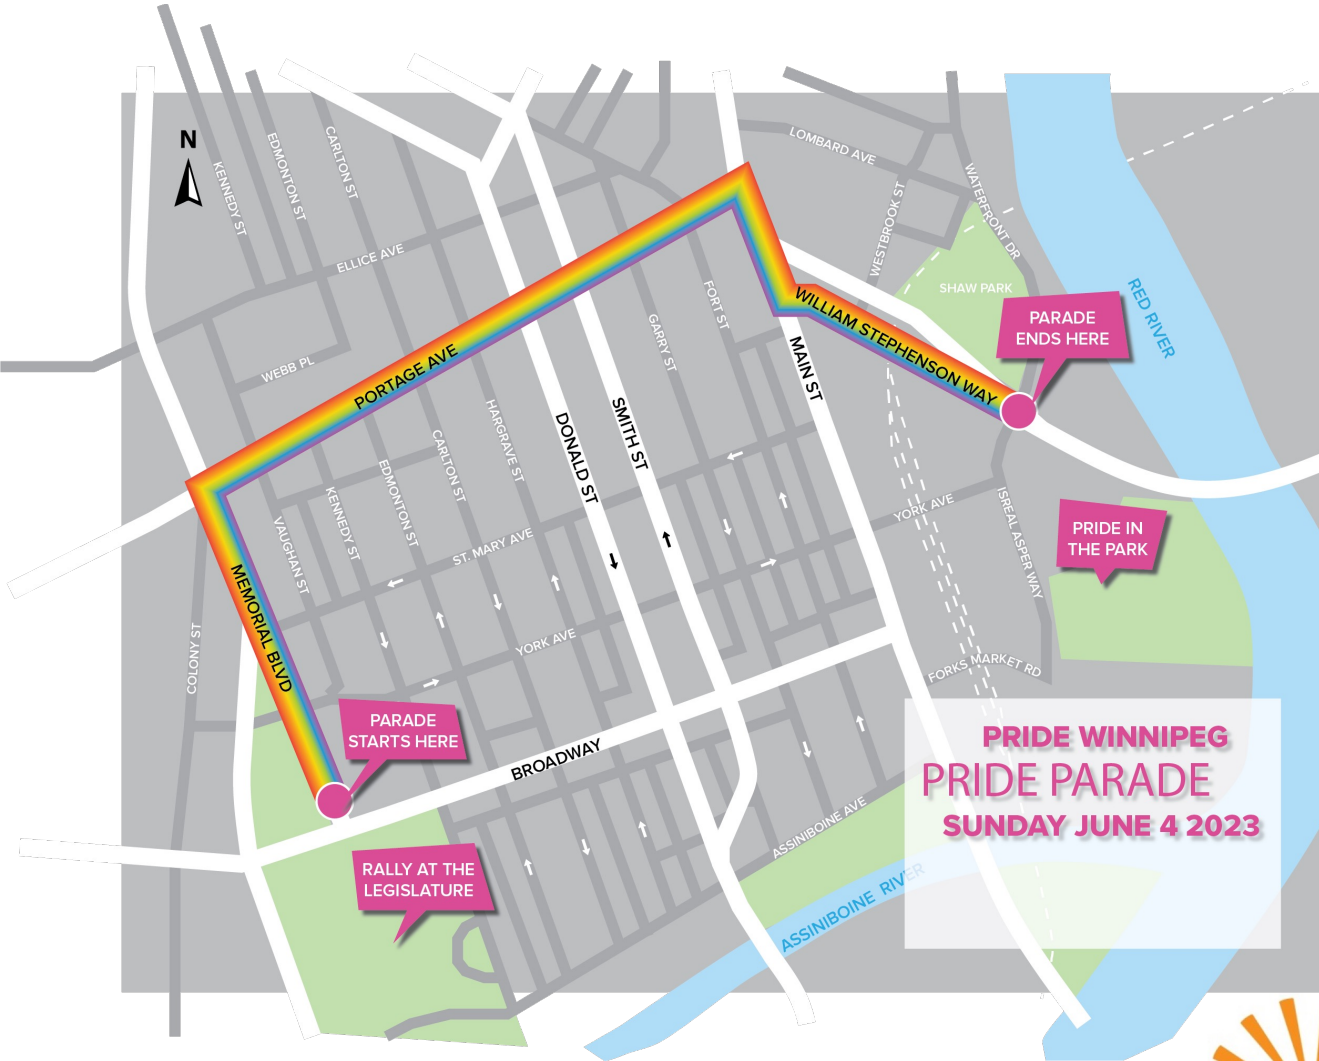 N
KENNEDY ST
EDMONTON ST
CARLTON ST
ELLICE AVE
LOMBARD AVE
WESTBROOK ST
WATERFRONT DR
SHAW PARK
RED RIVER
PARADE
ENDS HERE
WILLIAM STEPHENSON WAY
FORT ST
GARRY ST
MAIN ST
WEBB PL
PORTAGE AVE
HARGRAVE ST
CARLTON ST
EDMONTON ST
KENNEDY ST
VAUGHAN ST
DONALD ST
SMITH ST
ST. MARY AVE
YORK AVE
ISREAL ASPER WAY
PRIDE IN
THE PARK
MEMORIAL BLVD
COLONY ST
YORK AVE
FORKS MARKET RD
PARADE
STARTS HERE
BROADWAY
RALLY AT THE
LEGISLATURE
ASSINIBOINE AVE
ASSINIBOINE RIVER
PRIDE WINNIPEG
PRIDE PARADE
SUNDAY JUNE 4 2023